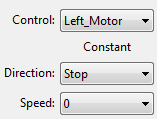 Control: Left_Motor
Constant
Direction: Stop
Speed: 0